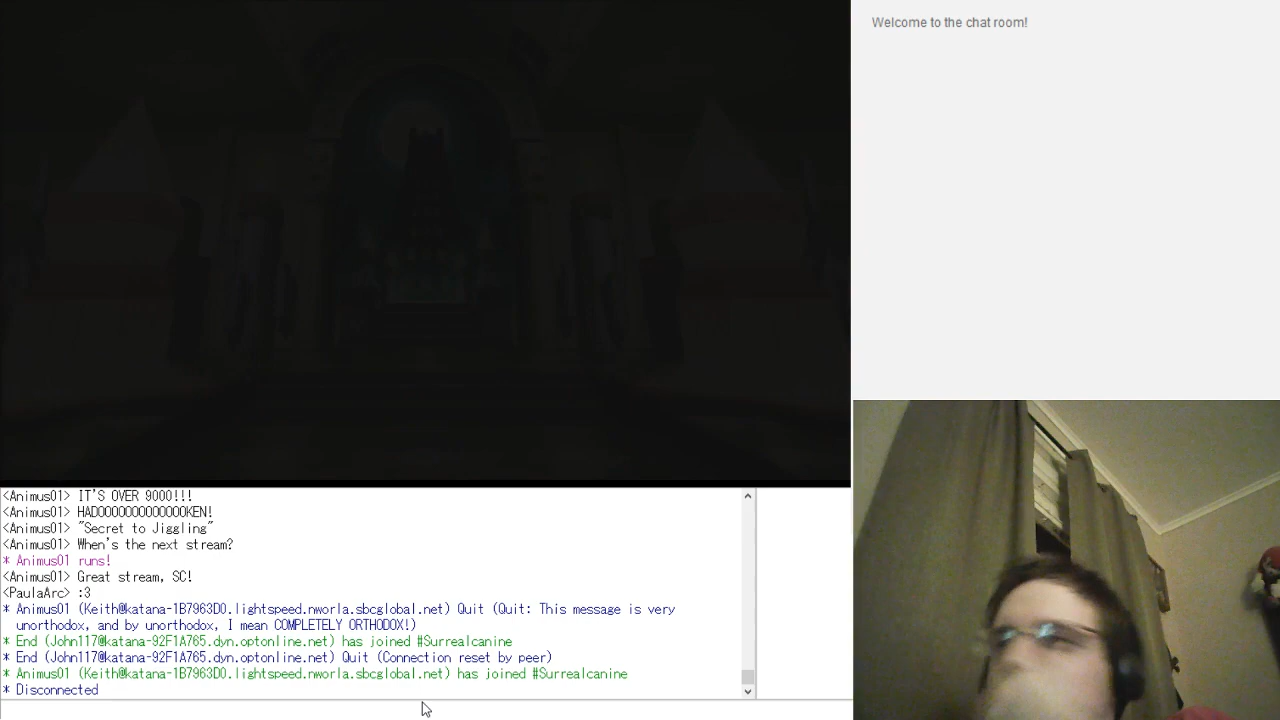 Welcome to the chat room!
<Animus01> IT'S OVER 9000!!!
<Animus01> HADOOOOOOOOOOOOOKEN!
<Animus01> "Secret to Jiggling"
<Animus01> When's the next stream?
* Animus01 runs!
<Animus01> Great stream, SC!
<PaulaArc> :3
* Animus01 (Keith@katana-1B7963D0.lightspeed.nworla.sbcglobal.net) Quit (Quit: This message is very
unorthodox, and by unorthodox, I mean COMPLETELY ORTHODOX!)
* End (John117@katana-92F1A765.dyn.optonline.net) has joined #Surrealcanine
* End (John117@katana-92F1A765.dyn.optonline.net) Quit (Connection reset by peer)
* Animus01 (Keith@katana-1B7963D0.lightspeed.nworla.sbcglobal.net) has joined #Surrealcanine
* Disconnected